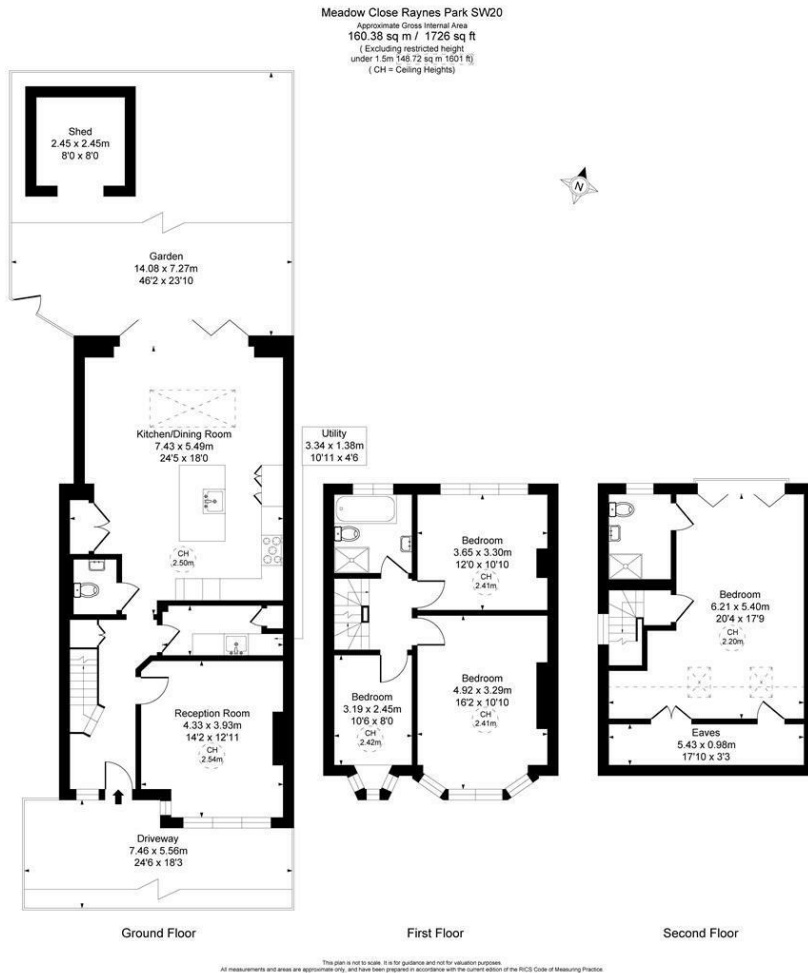 Meadow Close Raynes Park SW20
Approximate Gross Internal Area
160.38 sq m / 1726 sq ft
( Excluding restricted height
under 1.5m 148.72 sq m 1601 ft)
( CH = Ceiling Heights)
Shed
2.45 x 2.45m
8'0 x 8'0
N
Garden
14.08 x 7.27m
46'2 x 23'10
Kitchen/Dining Room
7.43 x 5.49m
24'5 x 18'0
CH
2.50m
Utility
3.34 x 1.38m
10'11 x 4'6
Reception Room
4.33 x 3.93m
14'2 x 12'11
CH
2.54m
Driveway
7.46 x 5.56m
24'6 x 18'3
Bedroom
3.65 x 3.30m
12'0 x 10'10
CH
2.41m
Bedroom
4.92 x 3.29m
16'2 x 10'10
CH
2.41m
Bedroom
3.19 x 2.45m
10'6 x 8'0
CH
2.42m
Bedroom
6.21 x 5.40m
20'4 x 17'9
CH
2.20m
Eaves
5.43 x 0.98m
17'10 x 3'3
Ground Floor
First Floor
Second Floor
This plan is not to scale. It is for guidance and not for valuation purposes.
All measurements and areas are approximate only, and have been prepared in accordance with the current edition of the RICS Code of Measuring Practice.